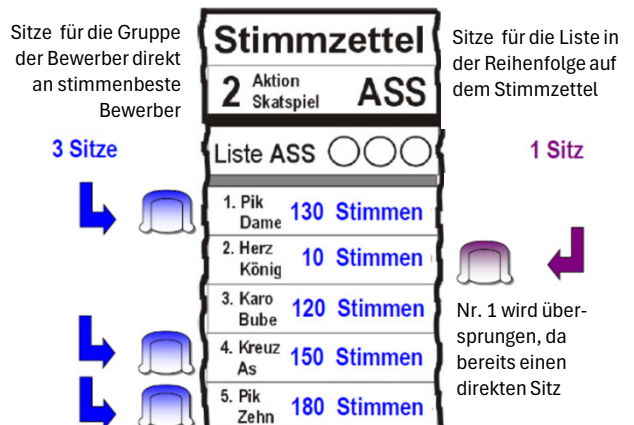 Sitze für die Gruppe
der Bewerber direkt
an stimmenbeste
Bewerber
3 Sitze
Stimmzettel
2 Aktion
Skatspiel ASS
Liste ASS
1. Pik
Dame 130 Stimmen
2. Herz
König 10 Stimmen
3. Karo
Bube 120 Stimmen
4. Kreuz
As 150 Stimmen
5. Pik
Zehn 180 Stimmen
Sitze für die Liste in
der Reihenfolge auf
dem Stimmzettel
1 Sitz
Nr. 1 wird über-
sprungen, da
bereits einen
direkten Sitz